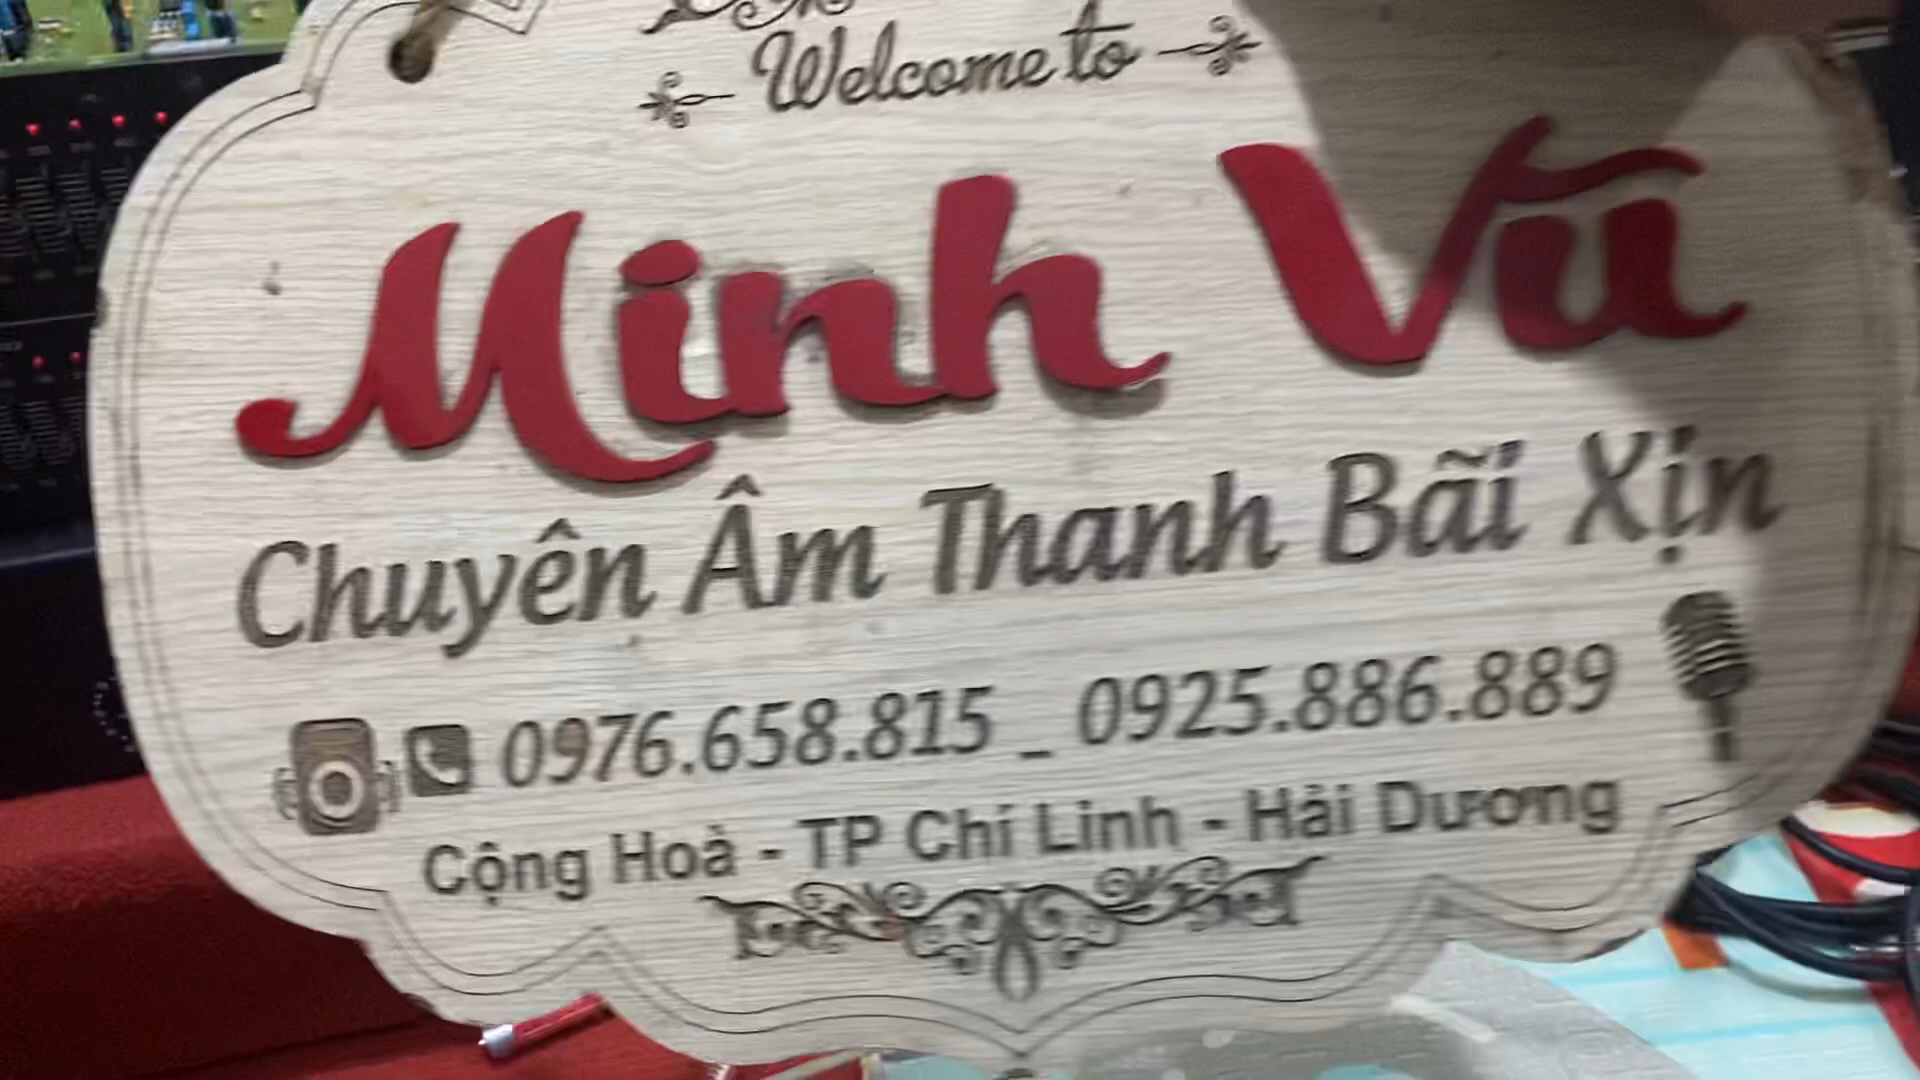 Welcome to
Minh Vũ
Chuyên Âm Thanh Bãi Xịn
0976.658.815 _ 0925.886.889
Cộng Hoà - TP Chí Linh - Hải Dương